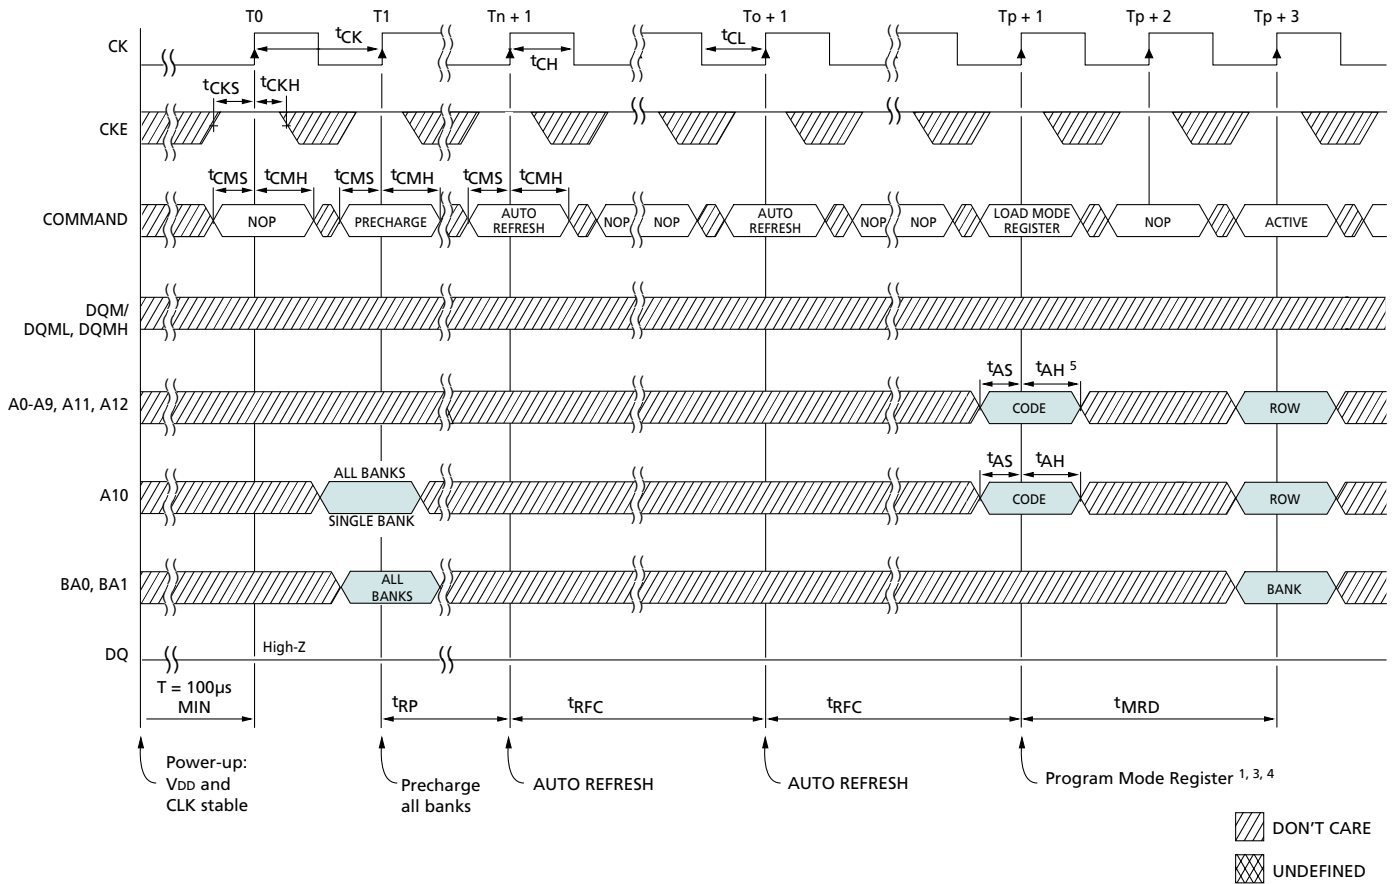 T0 T1 Tn + 1 To + 1 Tp + 1 Tp + 2 Tp + 3
CK
tCK
tCH
tCL
tCKS tCKH
CKE
tCMS tCMH tCMS tCMH tCMS tCMH
COMMAND
NOP
PRECHARGE
AUTO
REFRESH
NOP
NOP
AUTO
REFRESH
NOP
NOP
LOAD MODE
REGISTER
NOP
ACTIVE
DQM/
DQML, DQMH
tAS tAH 5
A0-A9, A11, A12
CODE
ROW
tAS tAH
A10
ALL BANKS
SINGLE BANK
CODE
ROW
BA0, BA1
ALL
BANKS
BANK
DQ
High-Z
T = 100µs
MIN
tRP
tRFC
tRFC
tMRD
Power-up:
VDD and
CLK stable
Precharge
all banks
AUTO REFRESH
AUTO REFRESH
Program Mode Register 1, 3, 4
DON'T CARE
UNDEFINED